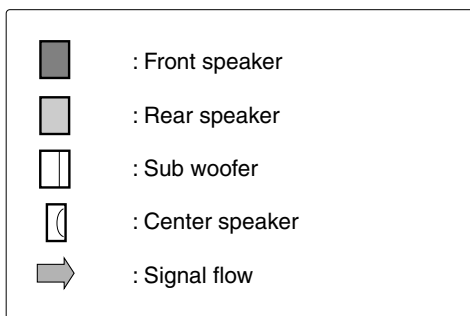 : Front speaker
: Rear speaker
: Sub woofer
: Center speaker
: Signal flow